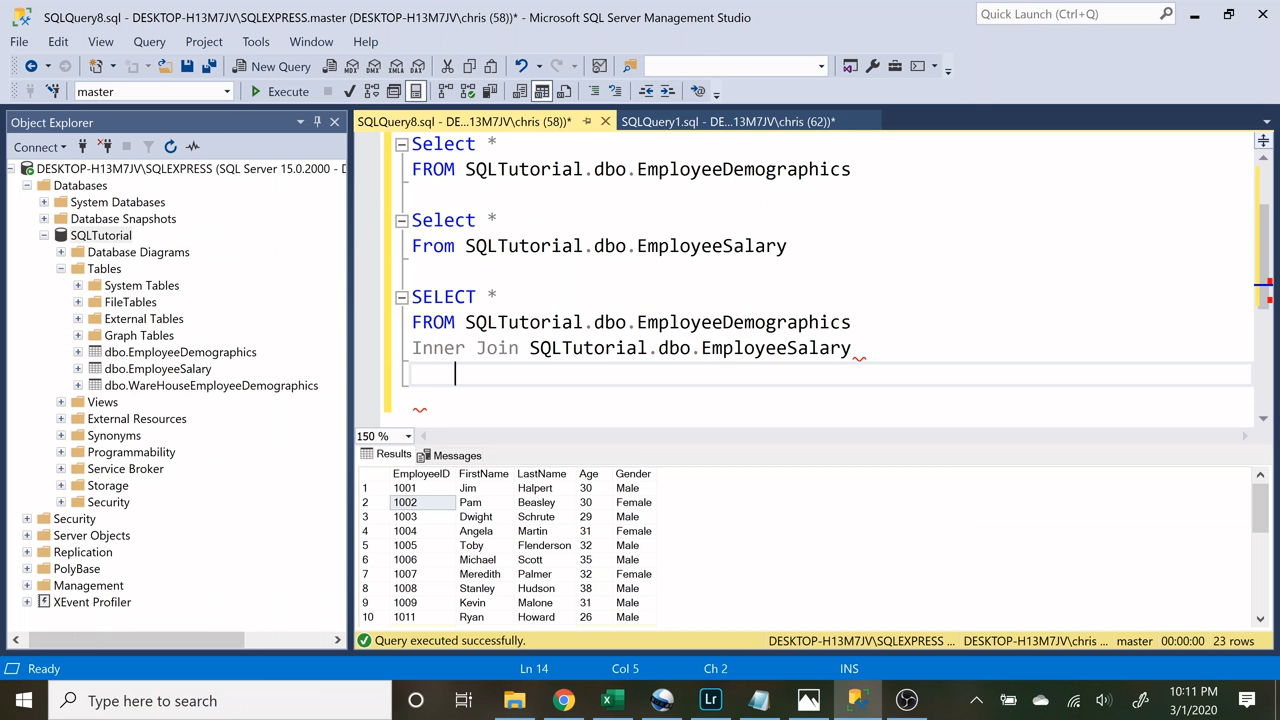 SQLQuery8.sql - DESKTOP-H13M7JV\SQLEXPRESS.master (DESKTOP-H13M7JV\chris (58))* - Microsoft SQL Server Management Studio
Quick Launch (Ctrl+Q)
File Edit View Query Project Tools Window Help
New Query
MDX DMX XMLA DAX
master
Execute
Object Explorer
SQLQuery8.sql - DE...13M7JV\chris (58))*
SQLQuery1.sql - DE...13M7JV\chris (62))*
Connect
DESKTOP-H13M7JV\SQLEXPRESS (SQL Server 15.0.2000 - D
Databases
System Databases
Database Snapshots
SQLTutorial
Database Diagrams
Tables
System Tables
FileTables
External Tables
Graph Tables
dbo.EmployeeDemographics
dbo.EmployeeSalary
dbo.WareHouseEmployeeDemographics
Views
External Resources
Synonyms
Programmability
Service Broker
Storage
Security
Security
Server Objects
Replication
PolyBase
Management
XEvent Profiler
Select *
FROM SQLTutorial.dbo.EmployeeDemographics
Select *
From SQLTutorial.dbo.EmployeeSalary
SELECT *
FROM SQLTutorial.dbo.EmployeeDemographics
Inner Join SQLTutorial.dbo.EmployeeSalary
150 %
Results Messages
EmployeeID FirstName LastName Age Gender
1 1001 Jim Halpert 30 Male
2 1002 Pam Beasley 30 Female
3 1003 Dwight Schrute 29 Male
4 1004 Angela Martin 31 Female
5 1005 Toby Flenderson 32 Male
6 1006 Michael Scott 35 Male
7 1007 Meredith Palmer 32 Female
8 1008 Stanley Hudson 38 Male
9 1009 Kevin Malone 31 Male
10 1011 Ryan Howard 26 Male
Query executed successfully.
DESKTOP-H13M7JV\SQLEXPRESS ... DESKTOP-H13M7JV\chris ... master 00:00:00 23 rows
Ready Ln 14 Col 5 Ch 2 INS
Type here to search
Lr
10:11 PM
3/1/2020